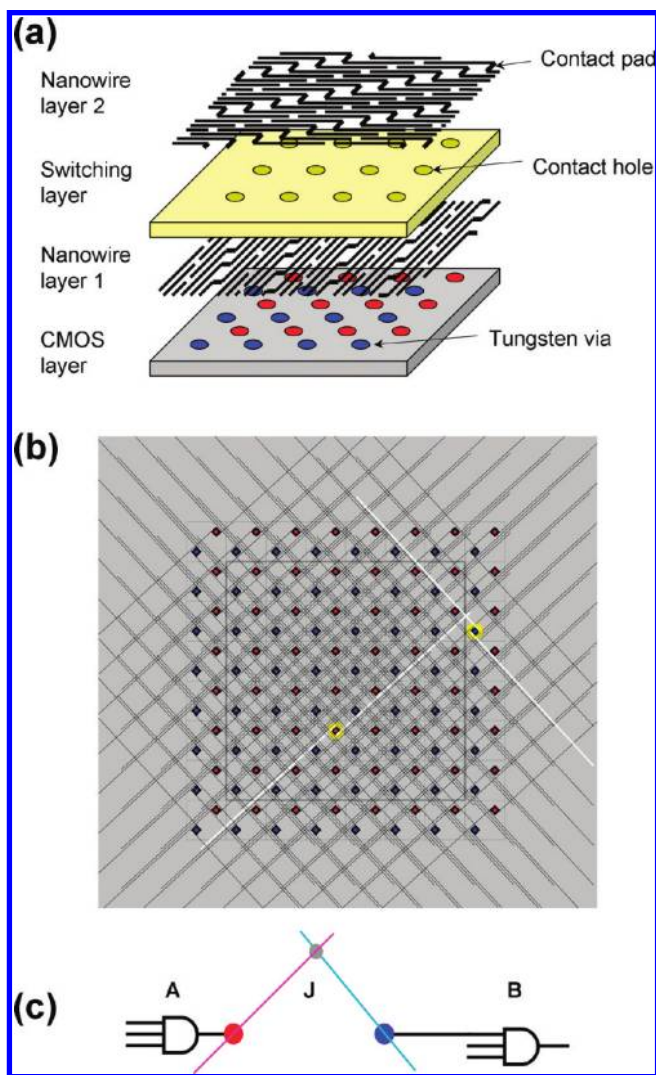 (a)
Nanowire
layer 2
Contact pad
Switching
layer
Contact hole
Nanowire
layer 1
CMOS
layer
Tungsten via
(b)
(c)
A
J
B